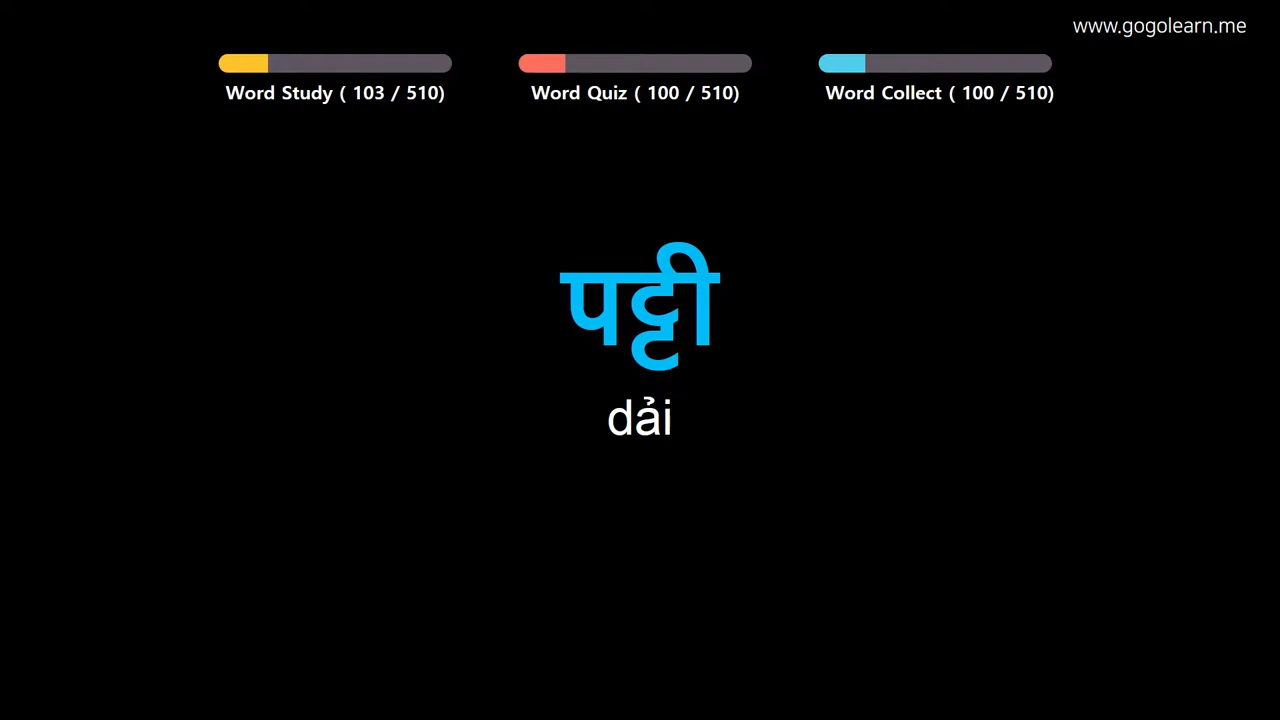 www.gogolearn.me
Word Study ( 103 / 510)
Word Quiz ( 100 / 510)
Word Collect ( 100 / 510)
पट्टी
dải